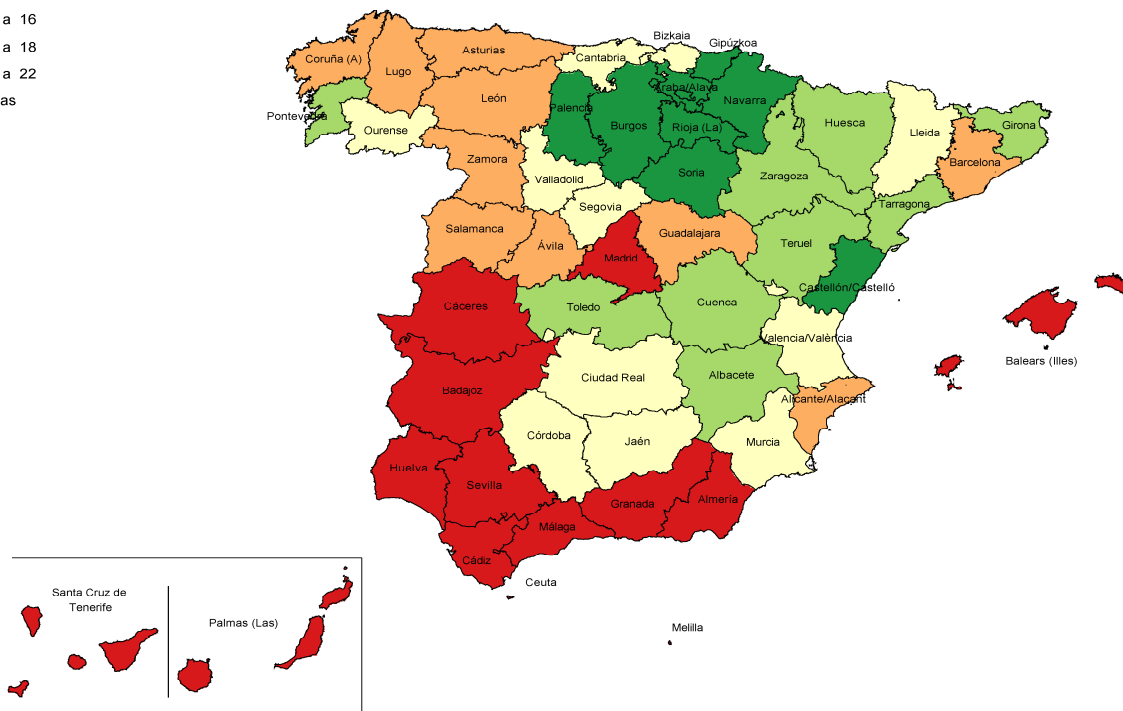 a 16
a 18
a 22
as
Bizkaia
Gipúzkoa
Coruña (A)
Asturias
Cantabria
Lugo
León
Araba/Alava
Navarra
Palencia
Pontevedra
Ourense
Burgos
Rioja (La)
Huesca
Lleida
Girona
Barcelona
Zamora
Valladolid
Soria
Zaragoza
Segovia
Tarragona
Salamanca
Ávila
Guadalajara
Teruel
Madrid
Castellón/Castelló
Cáceres
Toledo
Cuenca
Valencia/València
Balears (Illes)
Ciudad Real
Albacete
Badajoz
Alicante/Alacant
Córdoba
Jaén
Murcia
Huelva
Sevilla
Granada
Almería
Málaga
Cádiz
Ceuta
Santa Cruz de
Tenerife
Palmas (Las)
Melilla